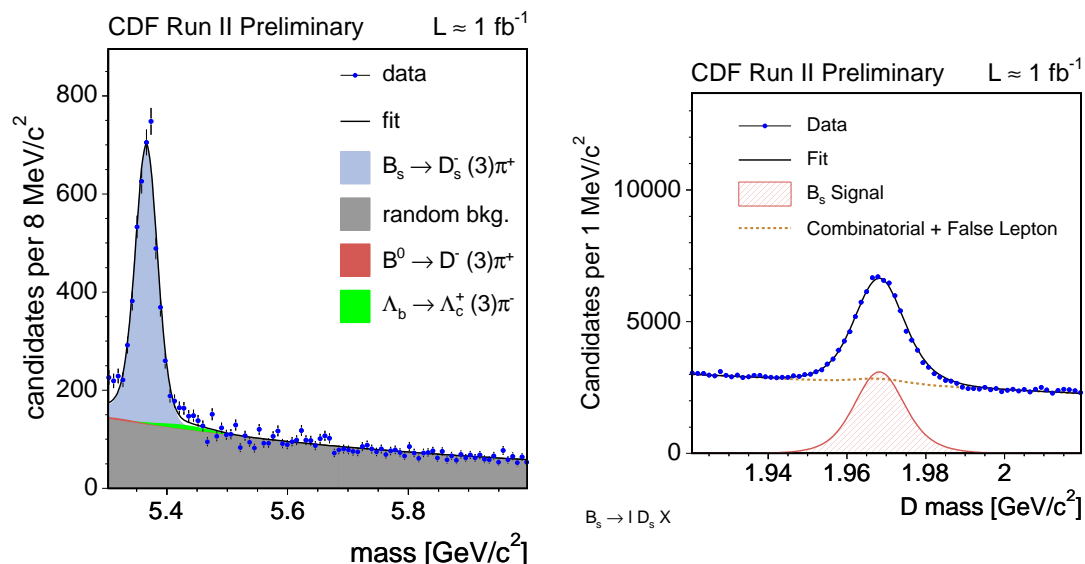 CDF Run II Preliminary L ≈ 1 fb⁻¹
candidates per 8 MeV/c²
800
600
400
200
0
data
fit
Bₛ → Dₛ⁻ (3)π⁺
random bkg.
B⁰ → D⁻ (3)π⁺
Λb → Λc⁺ (3)π⁻
5.4 5.6 5.8
mass [GeV/c²]
CDF Run II Preliminary L ≈ 1 fb⁻¹
Candidates per 1 MeV/c²
10000
5000
0
Data
Fit
Bₛ Signal
Combinatorial + False Lepton
1.94 1.96 1.98 2
D mass [GeV/c²]
Bₛ → l Dₛ X